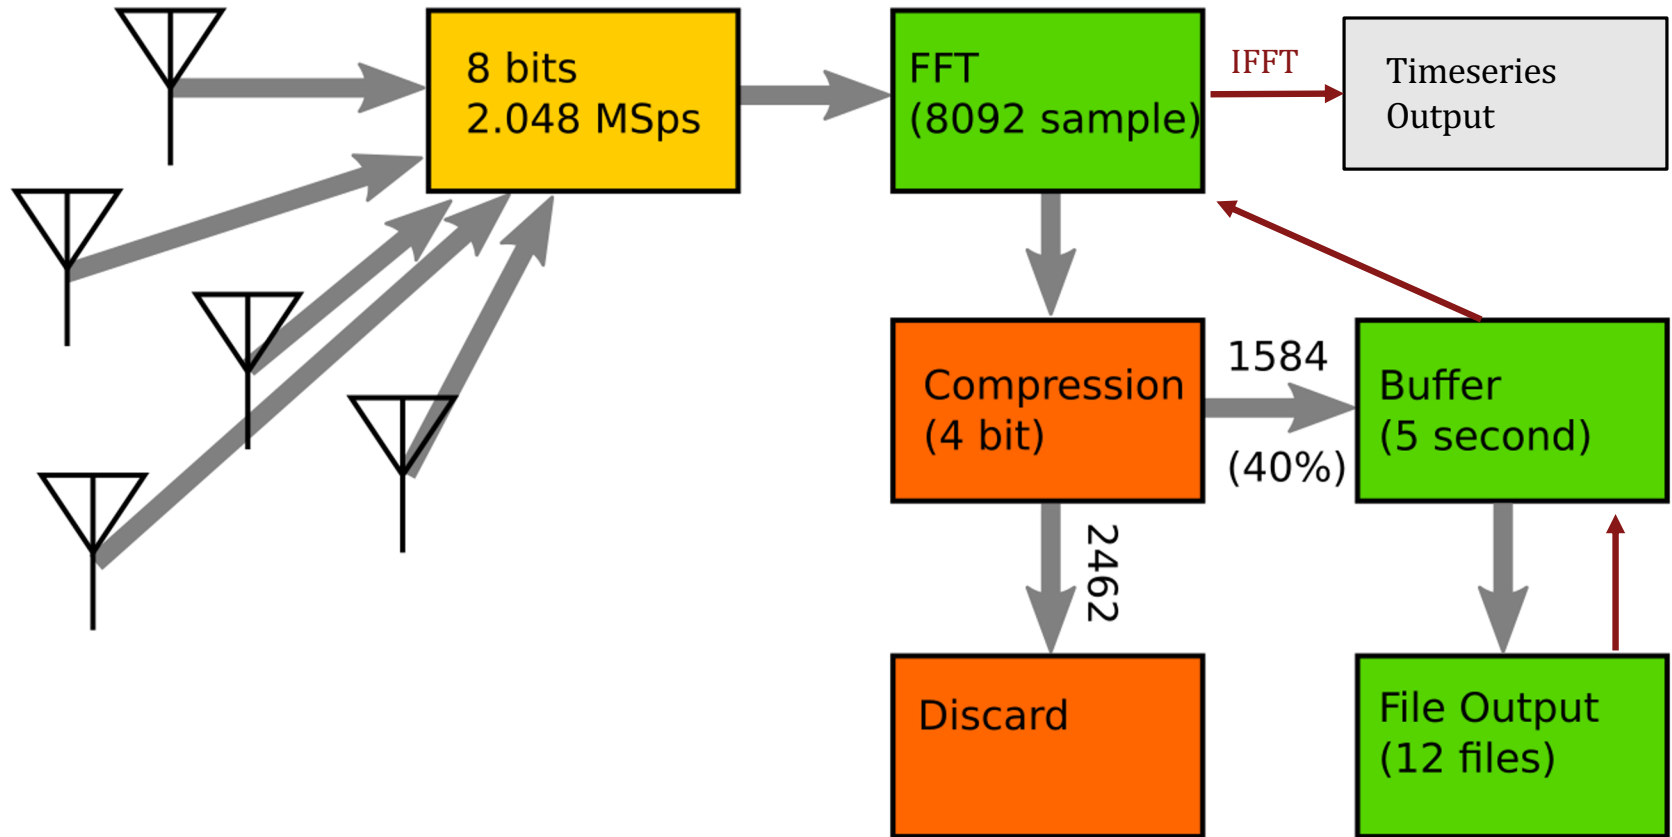 8 bits
2.048 MSps
FFT
(8092 sample)
IFFT
Timeseries
Output
Compression
(4 bit)
1584
(40%)
Buffer
(5 second)
2462
Discard
File Output
(12 files)